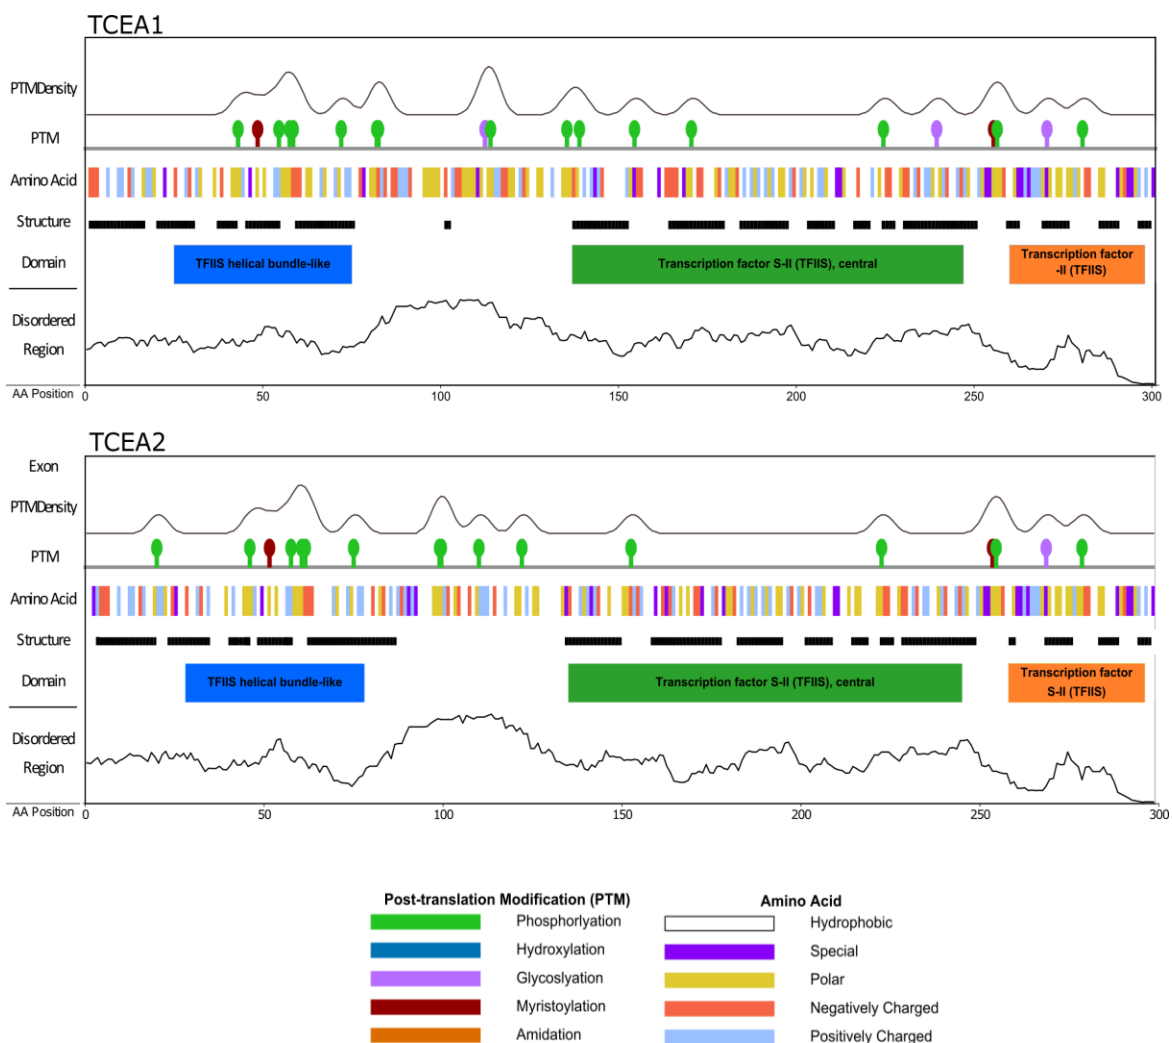 TCEA1
PTMDensity
PTM
Amino Acid
Structure
Domain
TFIIS helical bundle-like
Transcription factor S-II (TFIIS), central
Transcription factor
-II (TFIIS)
Disordered
Region
AA Position
0 50 100 150 200 250 300
TCEA2
Exon
PTMDensity
PTM
Amino Acid
Structure
Domain
TFIIS helical bundle-like
Transcription factor S-II (TFIIS), central
Transcription factor
S-II (TFIIS)
Disordered
Region
AA Position
0 50 100 150 200 250 300
Post-translation Modification (PTM)
Phosphorlyation
Hydroxylation
Glycoslyation
Myristoylation
Amidation
Amino Acid
Hydrophobic
Special
Polar
Negatively Charged
Positively Charged